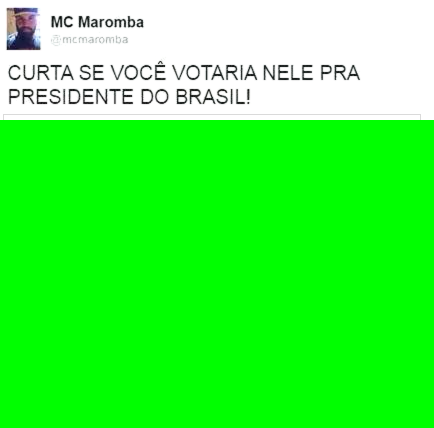 MC Maromba
@mcmaromba
CURTA SE VOCÊ VOTARIA NELE PRA
PRESIDENTE DO BRASIL!